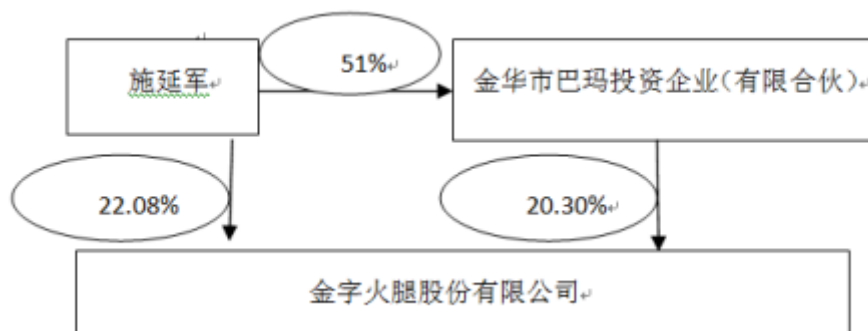 51%
施延军
金华市巴玛投资企业（有限合伙）
22.08%
20.30%
金字火腿股份有限公司